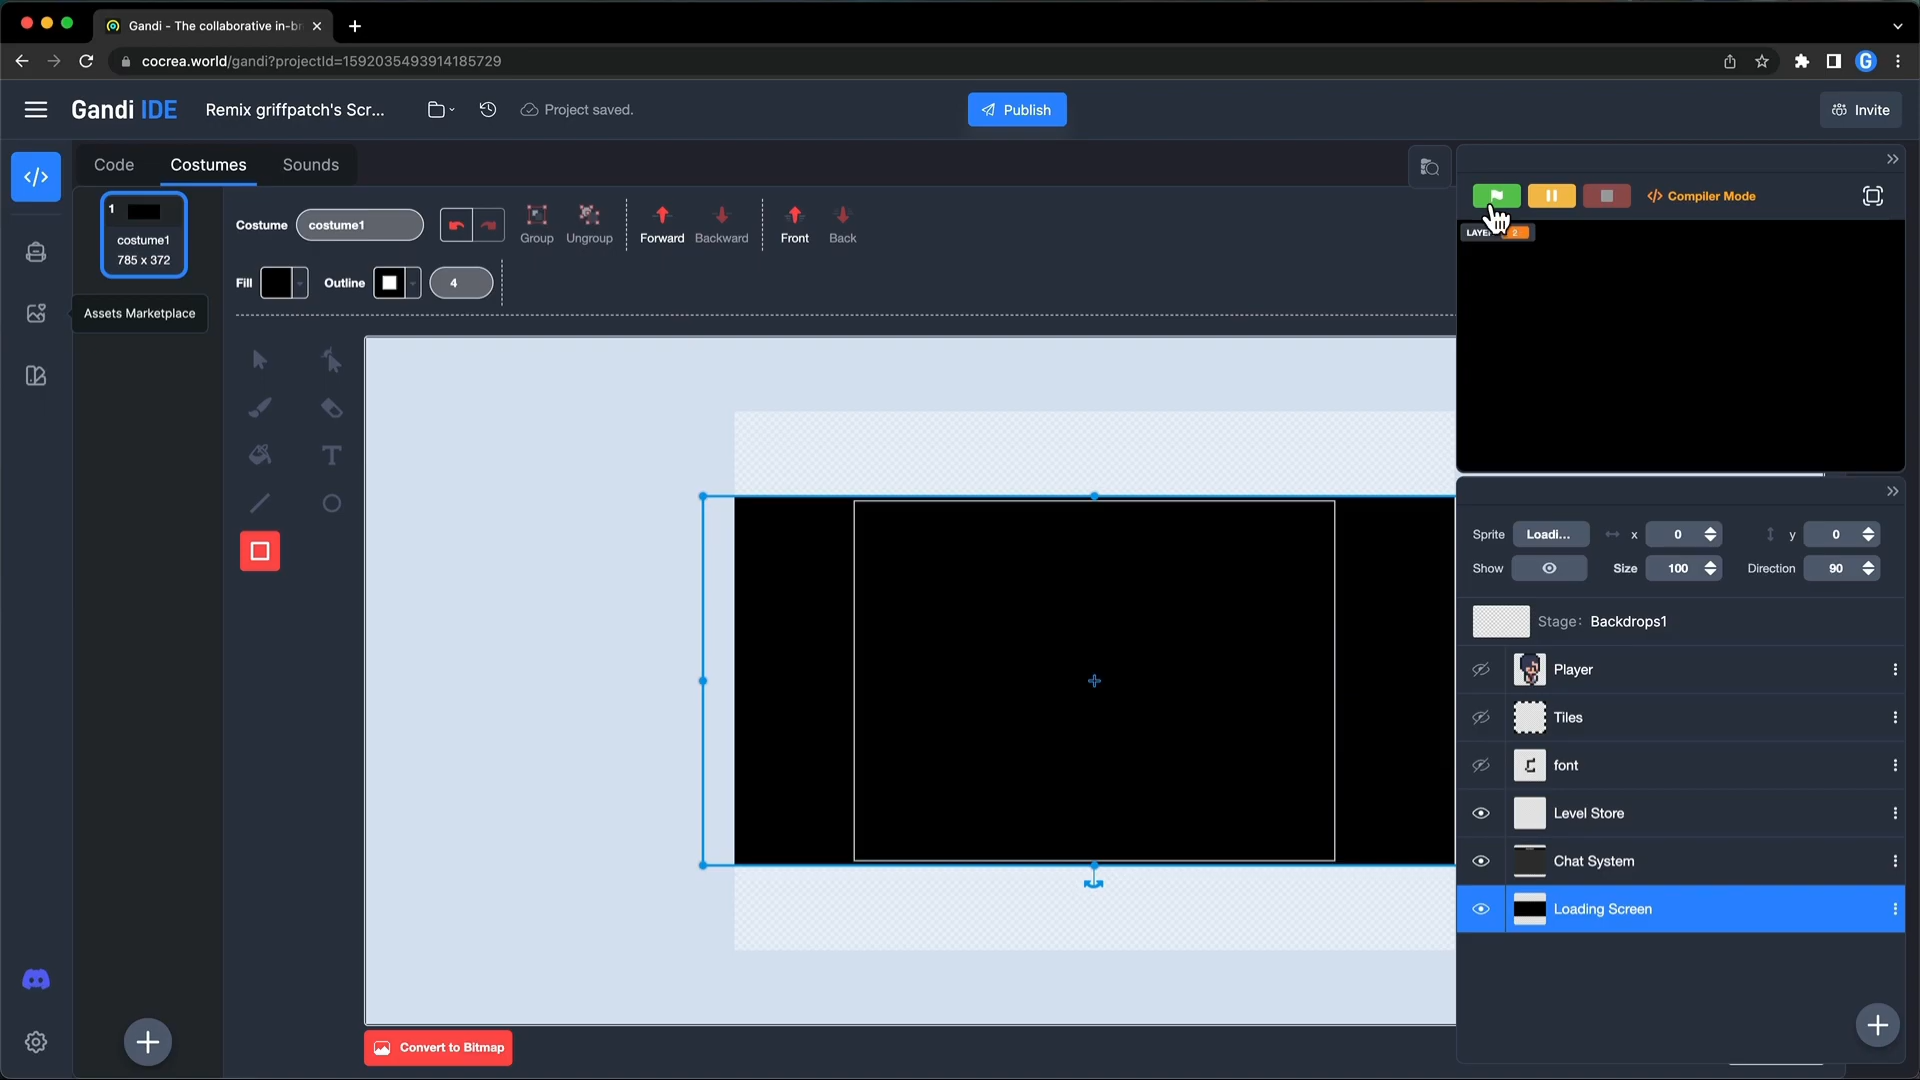 Gandi - The collaborative in-br
cocrea.world/gandi?projectId=1592035493914185729
Gandi IDE
Remix griffpatch's Scr...
Project saved.
Publish
Invite
Code
Costumes
Sounds
1
costume1
785 x 372
Assets Marketplace
Costume
costume1
Group
Ungroup
Forward
Backward
Front
Back
Fill
Outline
4
Compiler Mode
LAYE
2
Sprite
Loadi...
x
0
y
0
Show
Size
100
Direction
90
Stage: Backdrops1
Player
Tiles
font
Level Store
Chat System
Loading Screen
Convert to Bitmap
G